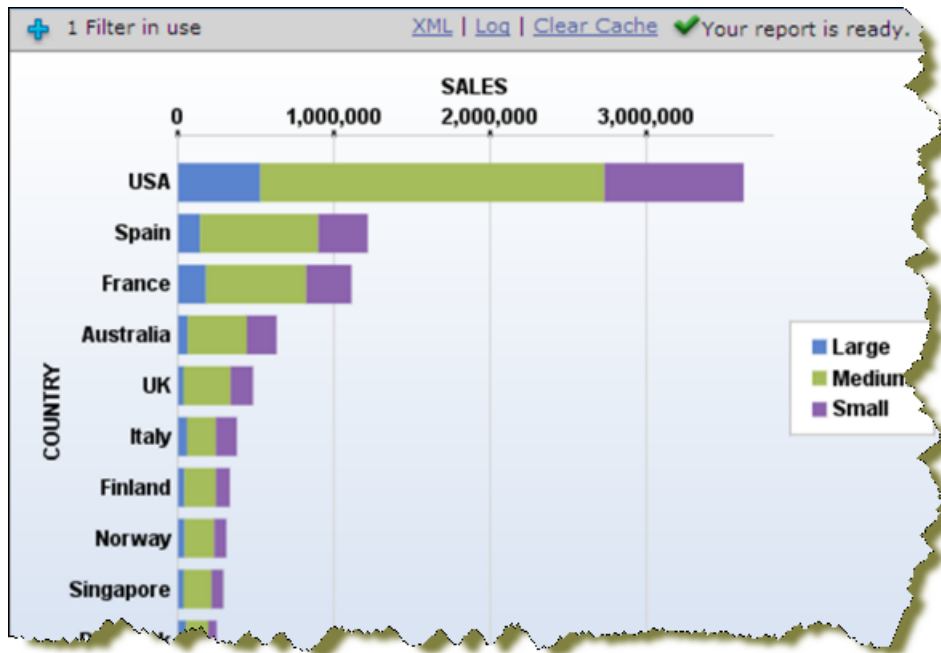 1 Filter in use XML | Log | Clear Cache Your report is ready.
SALES
0 1,000,000 2,000,000 3,000,000
USA
Spain
France
Australia
UK
Italy
Finland
Norway
Singapore
COUNTRY
Large
Medium
Small